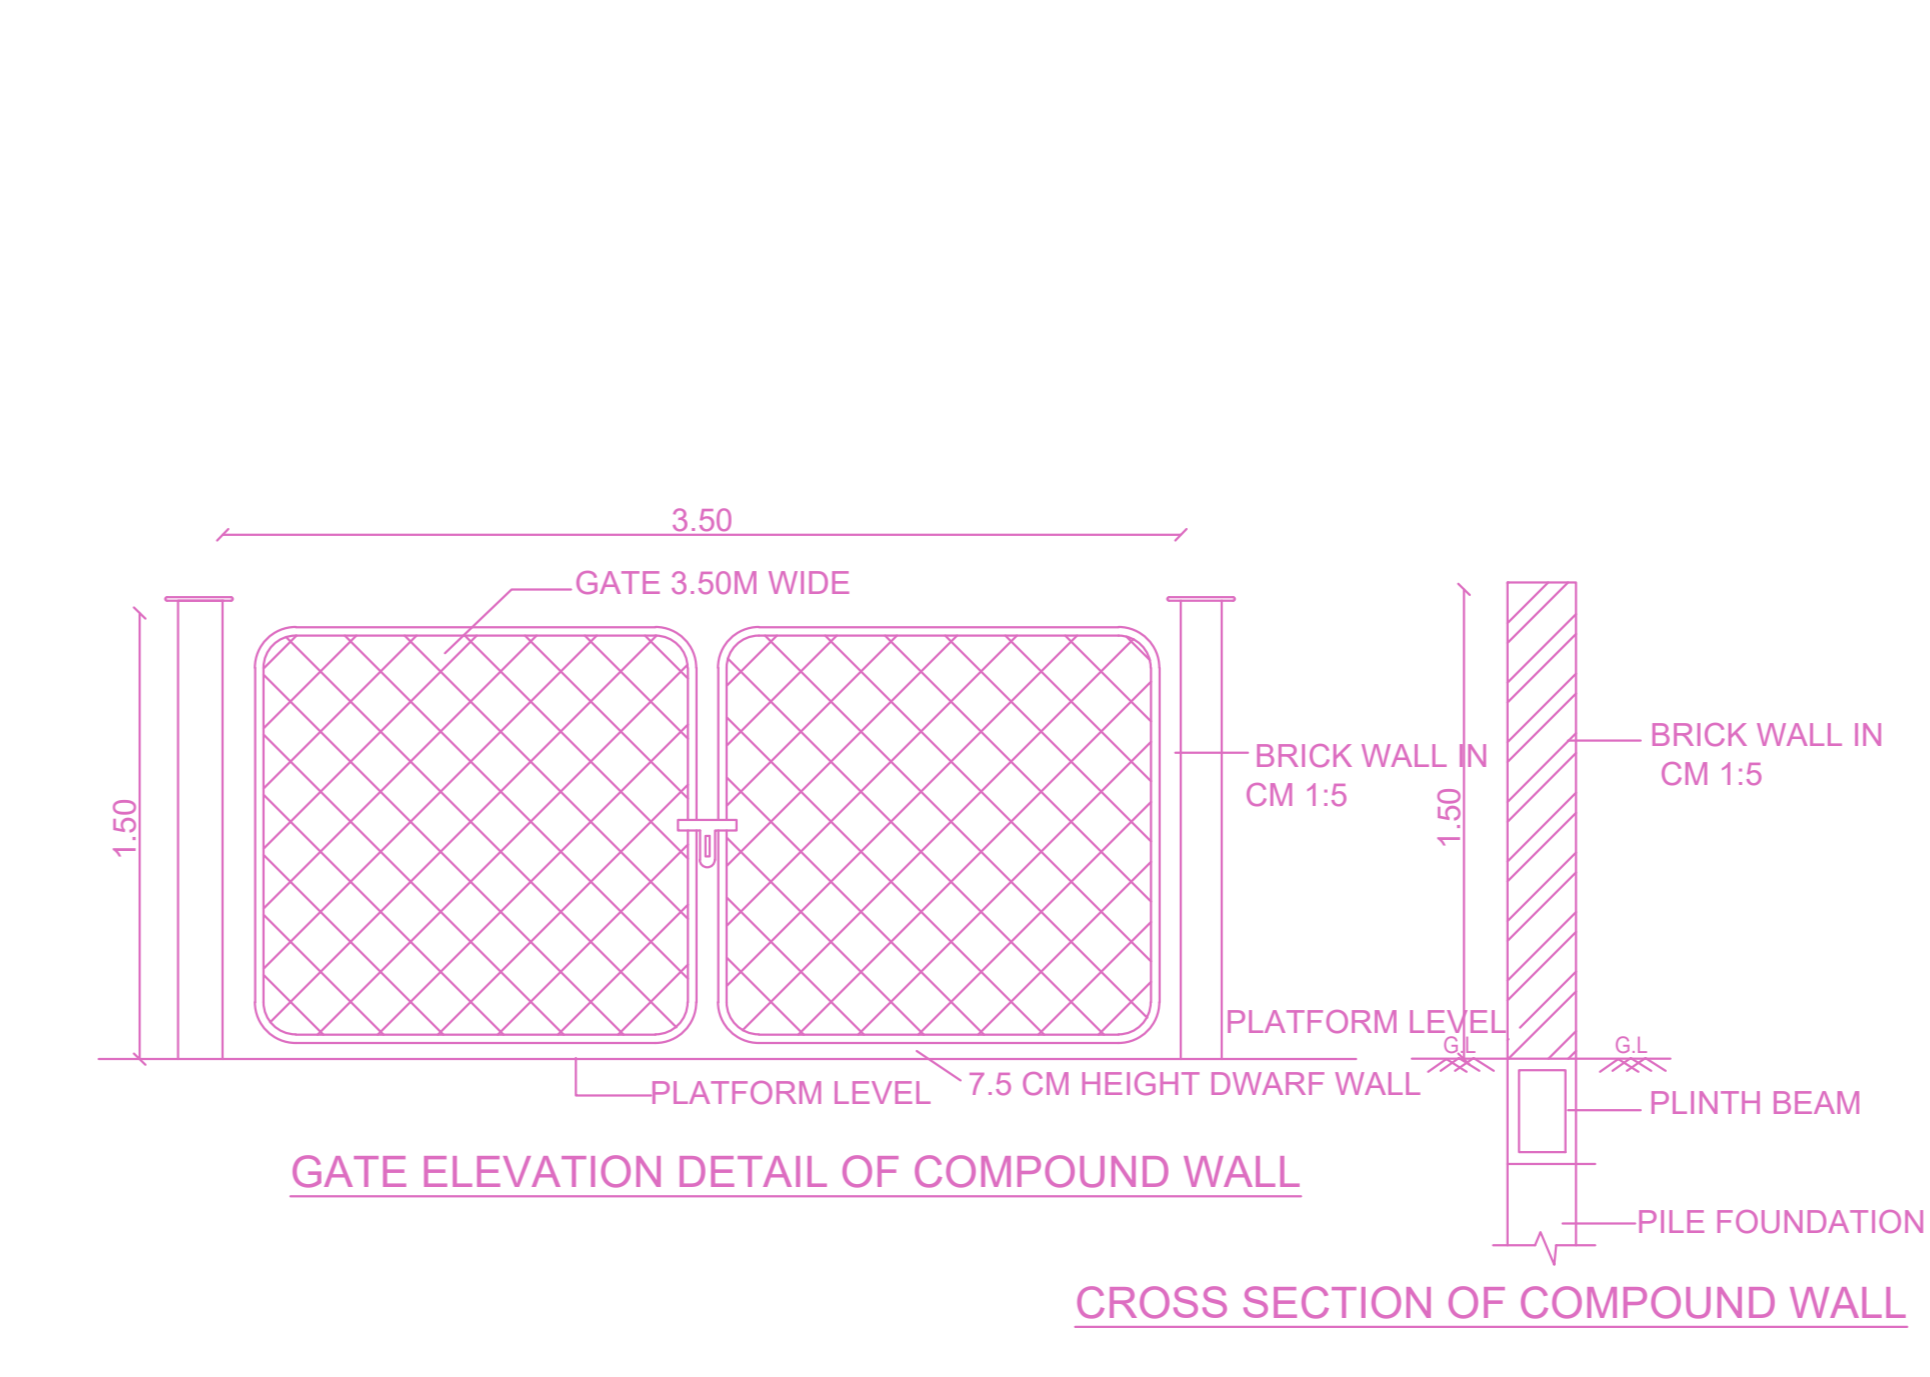 3.50
GATE 3.50M WIDE
1.50
BRICK WALL IN
CM 1:5
PLATFORM LEVEL
7.5 CM HEIGHT DWARF WALL
PLATFORM LEVEL
GATE ELEVATION DETAIL OF COMPOUND WALL
1.50
BRICK WALL IN
CM 1:5
G.L
G.L
PLINTH BEAM
PILE FOUNDATION
CROSS SECTION OF COMPOUND WALL